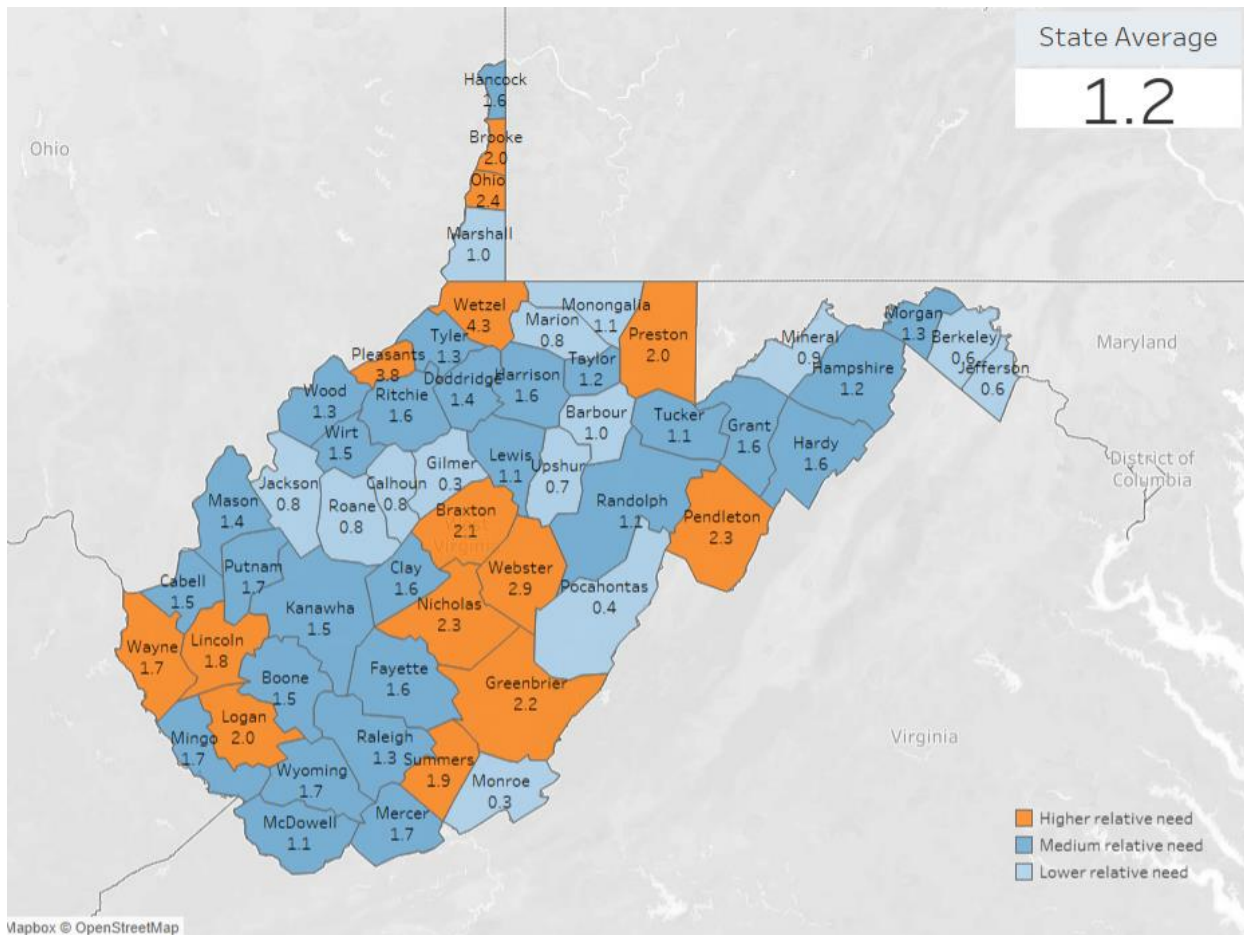 State Average
1.2
Hancock
1.6
Ohio
Brooke
2.0
Ohio
2.4
Marshall
1.0
Wetzel
4.3
Monongalia
1.1
Marion
0.8
Preston
2.0
Tyler
1.3
Pleasants
3.8
Doddridge
1.4
Harrison
1.6
Taylor
1.2
Mineral
0.9
Morgan
1.3
Berkeley
0.6
Jefferson
0.6
Maryland
Hampshire
1.2
Wood
1.3
Ritchie
1.6
Barbour
1.0
Tucker
1.1
Grant
1.6
Hardy
1.6
Wirt
1.5
Gilmer
0.3
Lewis
1.1
Upshur
0.7
District of
Columbia
Jackson
0.8
Calhoun
0.8
Roane
0.8
Mason
1.4
Randolph
1.1
Braxton
2.1
West
Virginia
Pendleton
2.3
Putnam
1.7
Cabell
1.5
Clay
1.6
Webster
2.9
Pocahontas
0.4
Kanawha
1.5
Nicholas
2.3
Wayne
1.7
Lincoln
1.8
Boone
1.5
Fayette
1.6
Greenbrier
2.2
Logan
2.0
Mingo
1.7
Raleigh
1.3
Summers
1.9
Virginia
Wyoming
1.7
Monroe
0.3
McDowell
1.1
Mercer
1.7
Higher relative need
Medium relative need
Lower relative need
Mapbox © OpenStreetMap